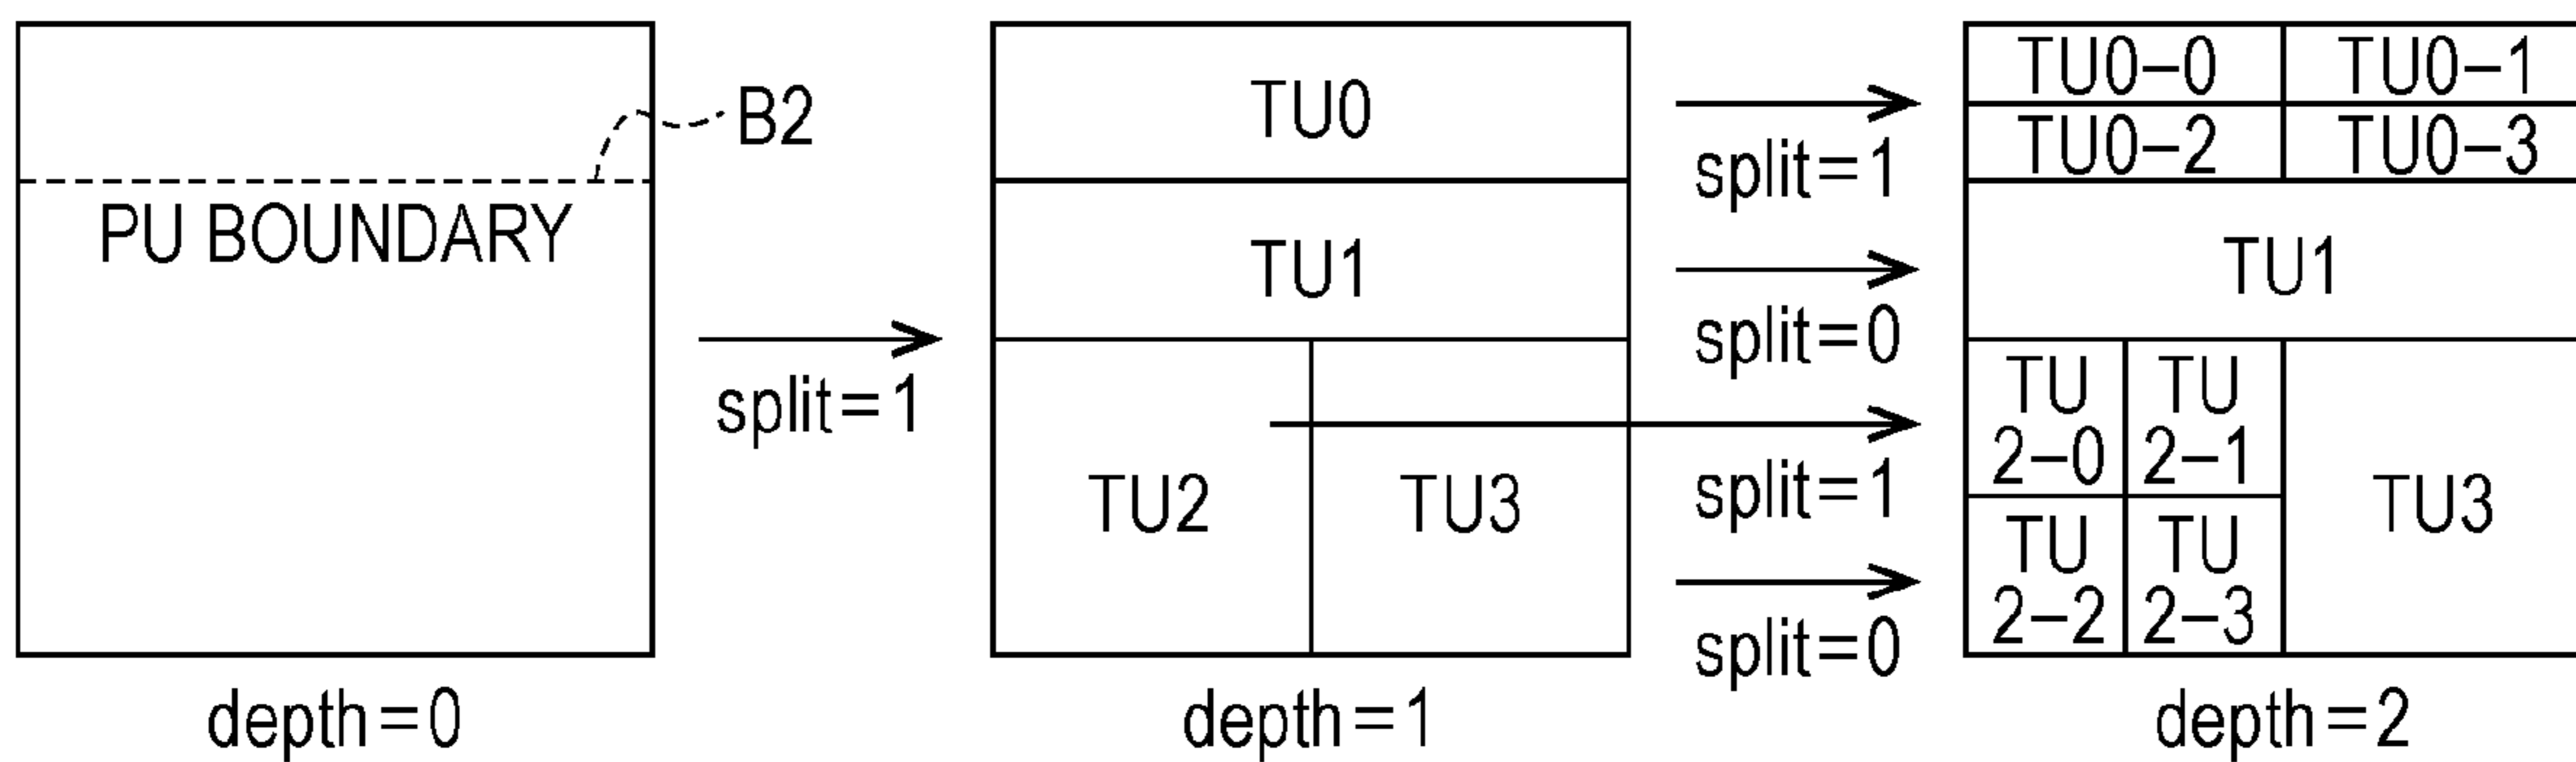 B2
PU BOUNDARY
depth=0
split=1
TU0
TU1
TU2
TU3
depth=1
split=1
split=0
split=1
split=0
TU0-0
TU0-1
TU0-2
TU0-3
TU1
TU
2-0
TU
2-1
TU
2-2
TU
2-3
TU3
depth=2